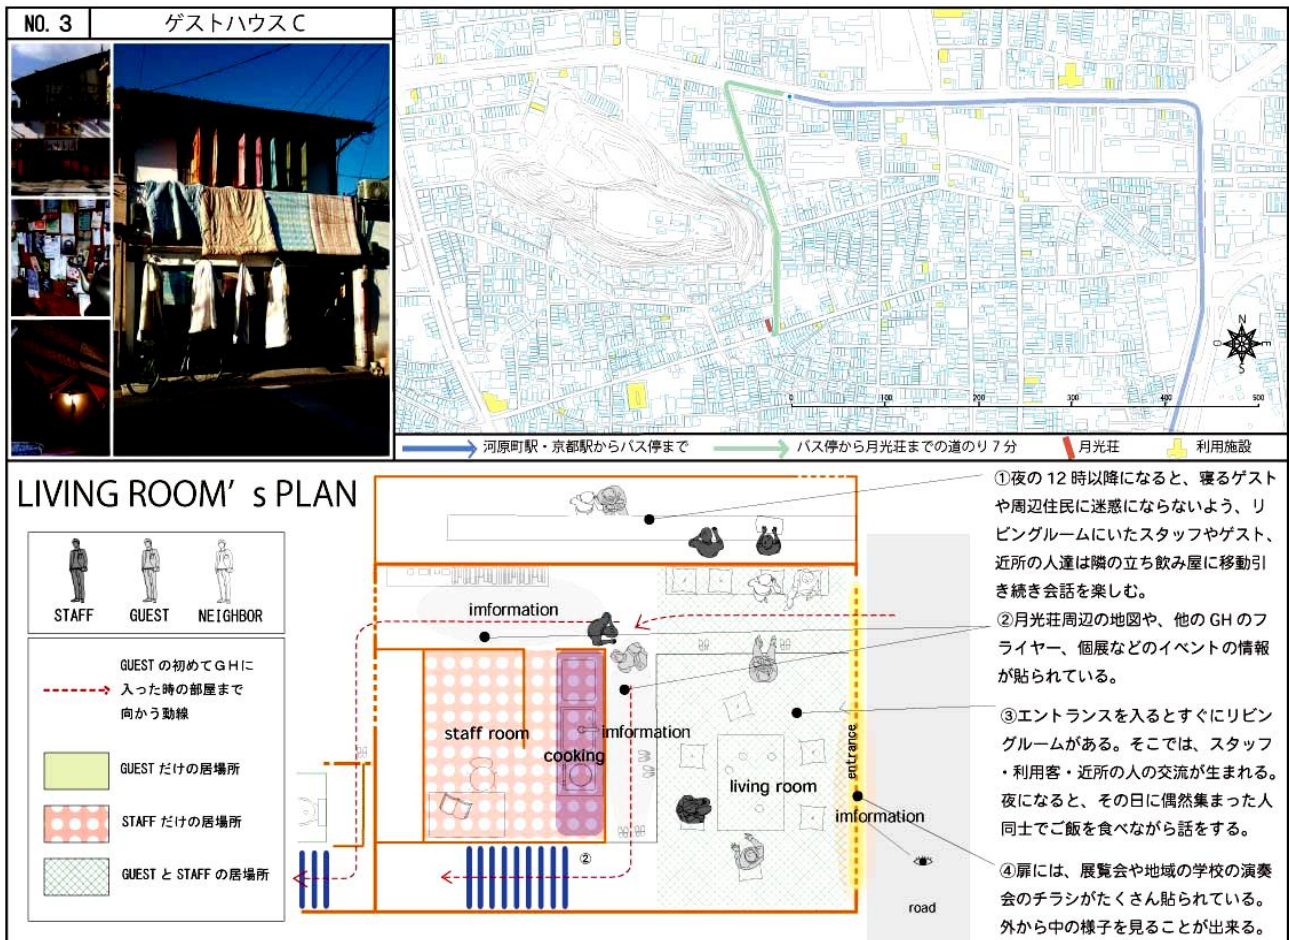 NO. 3
ゲストハウス C
N
E
S
O
0
100
200
300
400
500
河原町駅・京都駅からバス停まで
バス停から月光荘までの道のり 7 分
月光荘
利用施設
LIVING ROOM' s PLAN
STAFF
GUEST
NEIGHBOR
GUEST の初めてＧＨに
入った時の部屋まで
向かう動線
GUEST だけの居場所
STAFF だけの居場所
GUEST と STAFF の居場所
imformation
staff room
cooking
imformation
living room
entrance
imformation
②
road
①夜の 12 時以降になると、寝るゲスト
や周辺住民に迷惑にならないよう、リ
ビングルームにいたスタッフやゲスト、
近所の人達は隣の立ち飲み屋に移動引
き続き会話を楽しむ。
②月光荘周辺の地図や、他の GH のフ
ライヤー、個展などのイベントの情報
が貼られている。
③エントランスを入るとすぐにリビン
グルームがある。そこでは、スタッフ
・利用客・近所の人の交流が生まれる。
夜になると、その日に偶然集まった人
同士でご飯を食べながら話をする。
④扉には、展覧会や地域の学校の演奏
会のチラシがたくさん貼られている。
外から中の様子を見ることが出来る。